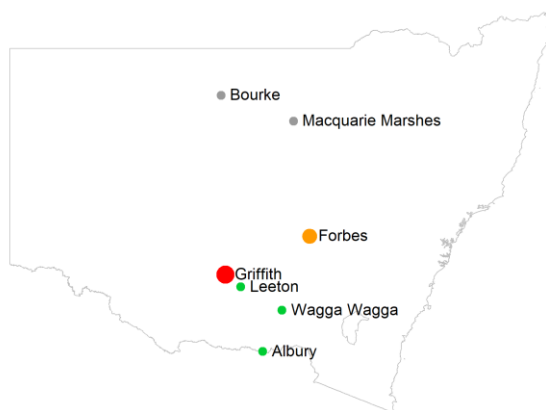 Bourke
Macquarie Marshes
Forbes
Griffith
Leeton
Wagga Wagga
Albury